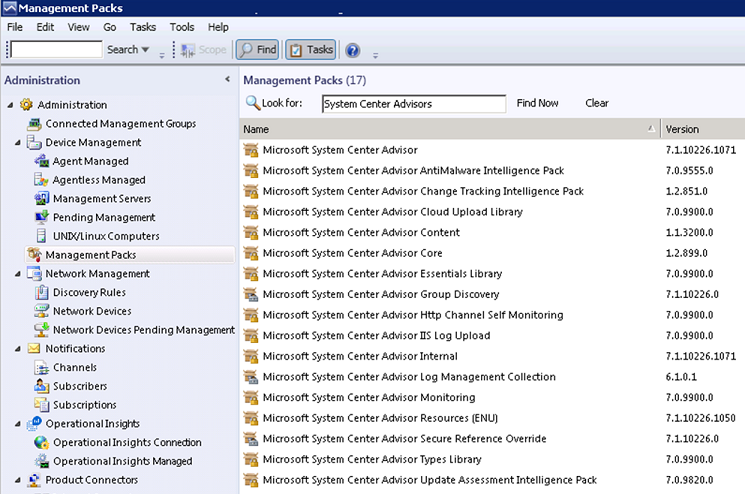 Management Packs
File Edit View Go Tasks Tools Help
Search Scope Find Tasks
Administration
Administration
Connected Management Groups
Device Management
Agent Managed
Agentless Managed
Management Servers
Pending Management
UNIX/Linux Computers
Management Packs
Network Management
Discovery Rules
Network Devices
Network Devices Pending Management
Notifications
Channels
Subscribers
Subscriptions
Operational Insights
Operational Insights Connection
Operational Insights Managed
Product Connectors
Management Packs (17)
Look for: System Center Advisors Find Now Clear
Name Version
Microsoft System Center Advisor 7.1.10226.1071
Microsoft System Center Advisor AntiMalware Intelligence Pack 7.0.9555.0
Microsoft System Center Advisor Change Tracking Intelligence Pack 1.2.851.0
Microsoft System Center Advisor Cloud Upload Library 7.0.9900.0
Microsoft System Center Advisor Content 1.1.3200.0
Microsoft System Center Advisor Core 1.2.899.0
Microsoft System Center Advisor Essentials Library 7.0.9900.0
Microsoft System Center Advisor Group Discovery 7.1.10226.0
Microsoft System Center Advisor Http Channel Self Monitoring 7.0.9900.0
Microsoft System Center Advisor IIS Log Upload 7.0.9900.0
Microsoft System Center Advisor Internal 7.1.10226.1071
Microsoft System Center Advisor Log Management Collection 6.1.0.1
Microsoft System Center Advisor Monitoring 7.0.9900.0
Microsoft System Center Advisor Resources (ENU) 7.1.10226.1050
Microsoft System Center Advisor Secure Reference Override 7.1.10226.0
Microsoft System Center Advisor Types Library 7.0.9900.0
Microsoft System Center Advisor Update Assessment Intelligence Pack 7.0.9820.0